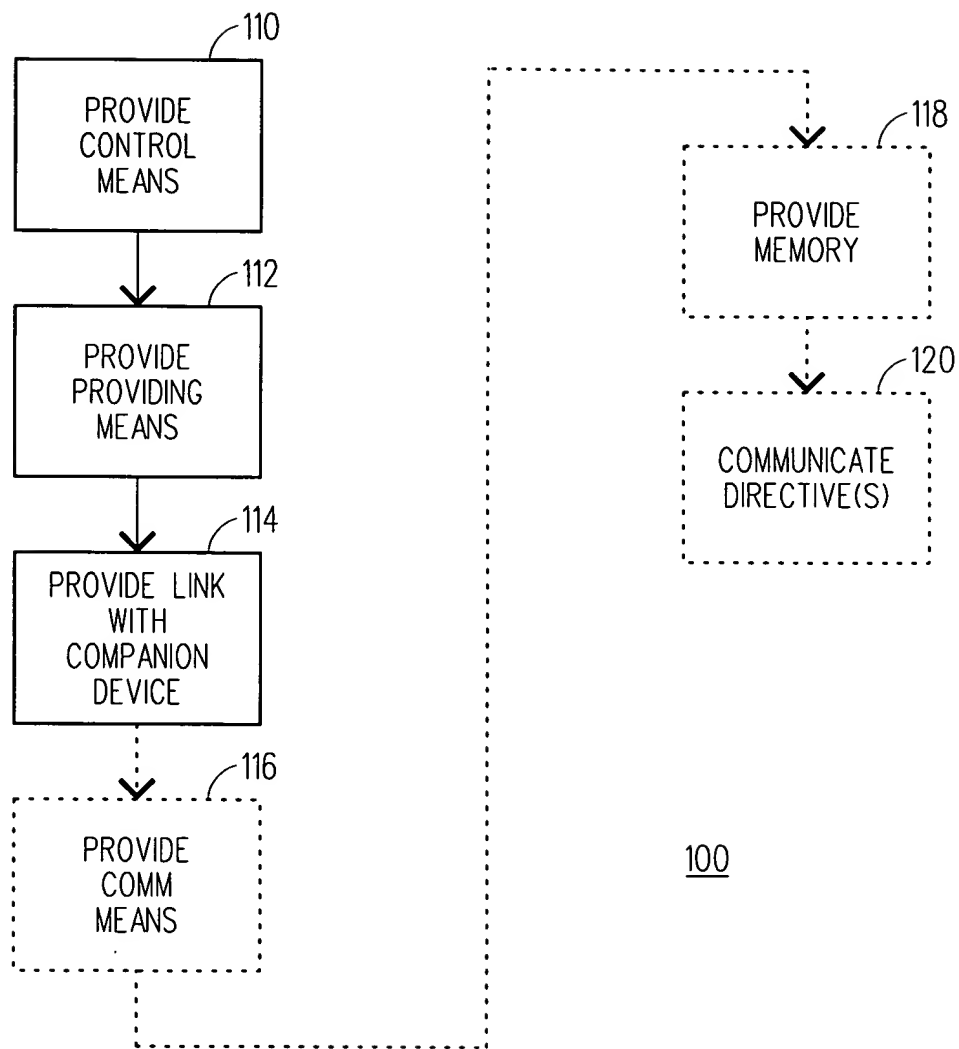 110
PROVIDE
CONTROL
MEANS
112
PROVIDE
PROVIDING
MEANS
114
PROVIDE LINK
WITH
COMPANION
DEVICE
116
PROVIDE
COMM
MEANS
118
PROVIDE
MEMORY
120
COMMUNICATE
DIRECTIVE(S)
100